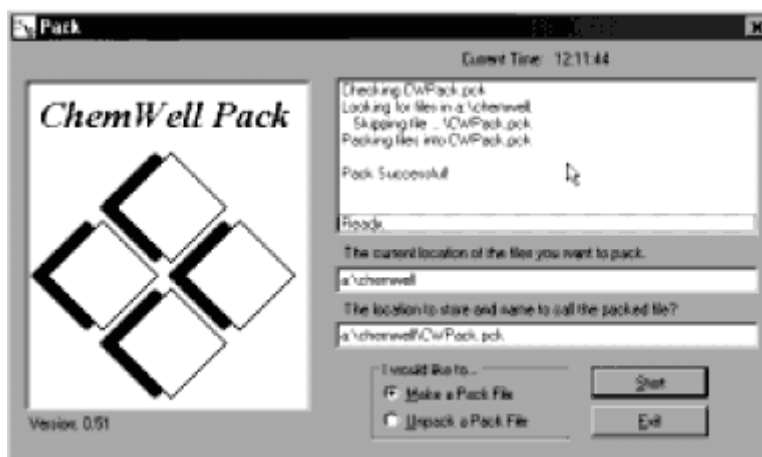 Pack
Current Time: 12:11:44
ChemWell Pack
Checking CWPack.pck
Looking for files in a:\chemwell
Skipping file ... \CWPack.pck
Packing files into CWPack.pck
Pack Successful!
Ready.
The current location of the files you want to pack.
a:\chemwell
The location to store and name to call the packed file?
a:\chemwell\CWPack.pck
I would like to...
Make a Pack File
Unpack a Pack File
Start
Exit
Version: 0.51